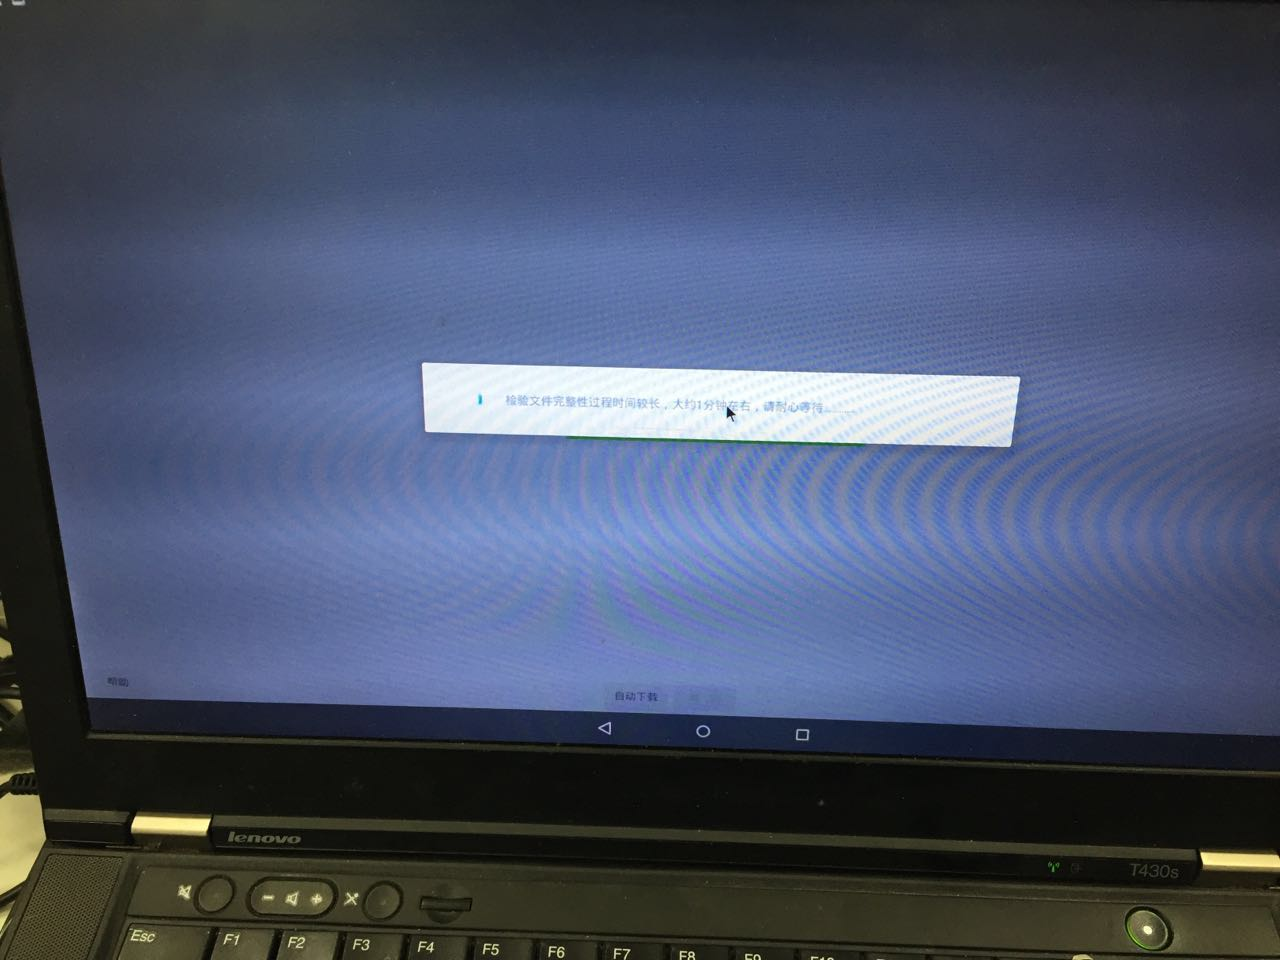 检验文件完整性过程时间较长，大约1分钟左右，请耐心等待............
自动下载
lenovo
T430s
Esc F1 F2 F3 F4 F5 F6 F7 F8 F9 F10